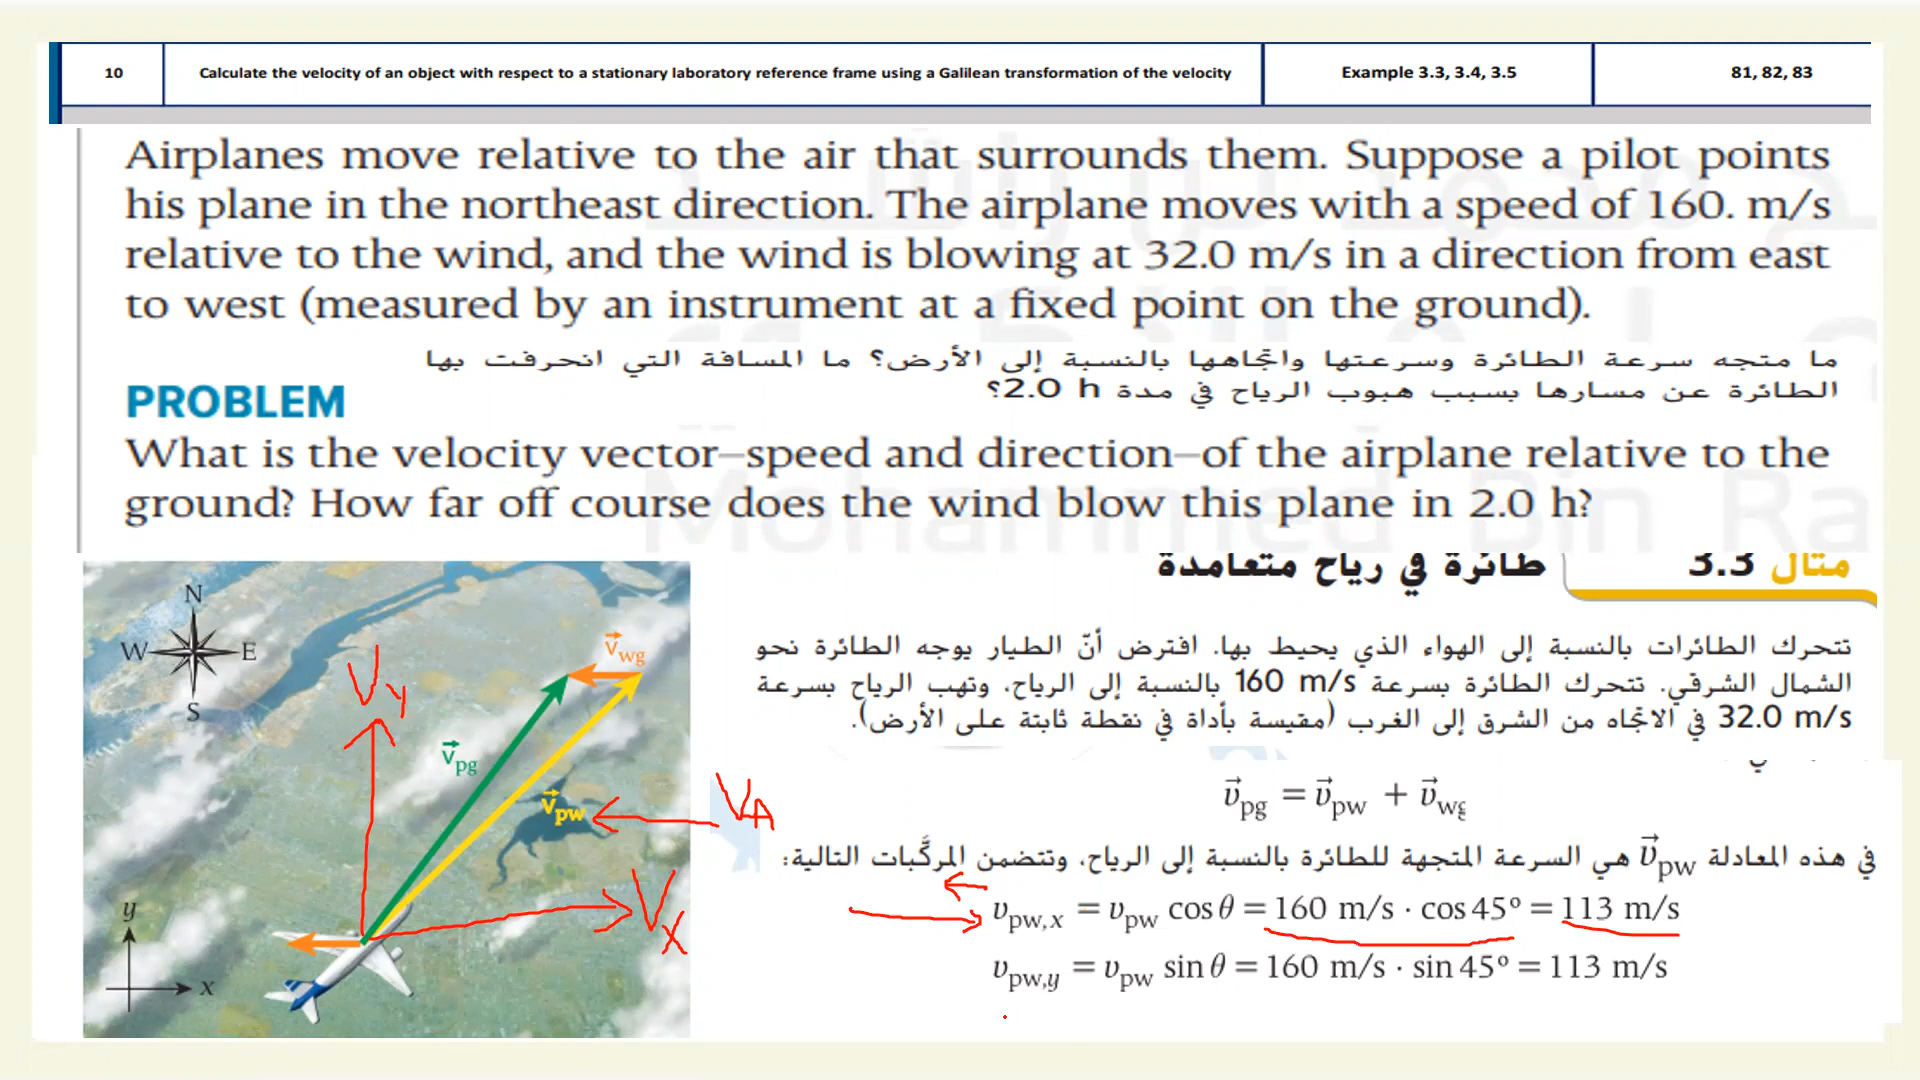 10 Calculate the velocity of an object with respect to a stationary laboratory reference frame using a Galilean transformation of the velocity Example 3.3, 3.4, 3.5 81, 82, 83
Airplanes move relative to the air that surrounds them. Suppose a pilot points
his plane in the northeast direction. The airplane moves with a speed of 160. m/s
relative to the wind, and the wind is blowing at 32.0 m/s in a direction from east
to west (measured by an instrument at a fixed point on the ground).
ما متجه سرعة الطائرة وسرعتها واتجاهها بالنسبة إلى الأرض؟ ما المسافة التي انحرفت بها
الطائرة عن مسارها بسبب هبوب الرياح في مدة 2.0 h؟
PROBLEM
What is the velocity vector–speed and direction–of the airplane relative to the
ground? How far off course does the wind blow this plane in 2.0 h?
Mohammed Bin Ra
مثال 3.3 طائرة في رياح متعامدة
تتحرك الطائرات بالنسبة إلى الهواء الذي يحيط بها. افترض أنّ الطيار يوجه الطائرة نحو
الشمال الشرقي. تتحرك الطائرة بسرعة 160 m/s بالنسبة إلى الرياح، وتهب الرياح بسرعة
32.0 m/s في الاتجاه من الشرق إلى الغرب (مقيسة بأداة في نقطة ثابتة على الأرض).
v⃗pg = v⃗pw + v⃗wg
في هذه المعادلة v⃗pw هي السرعة المتجهة للطائرة بالنسبة إلى الرياح، وتتضمن المركَّبات التالية:
vpw,x = vpw cos θ = 160 m/s · cos 45° = 113 m/s
vpw,y = vpw sin θ = 160 m/s · sin 45° = 113 m/s
N
W E
S
Vy
v⃗wg
v⃗pg
v⃗pw
VA
Vx
y
x